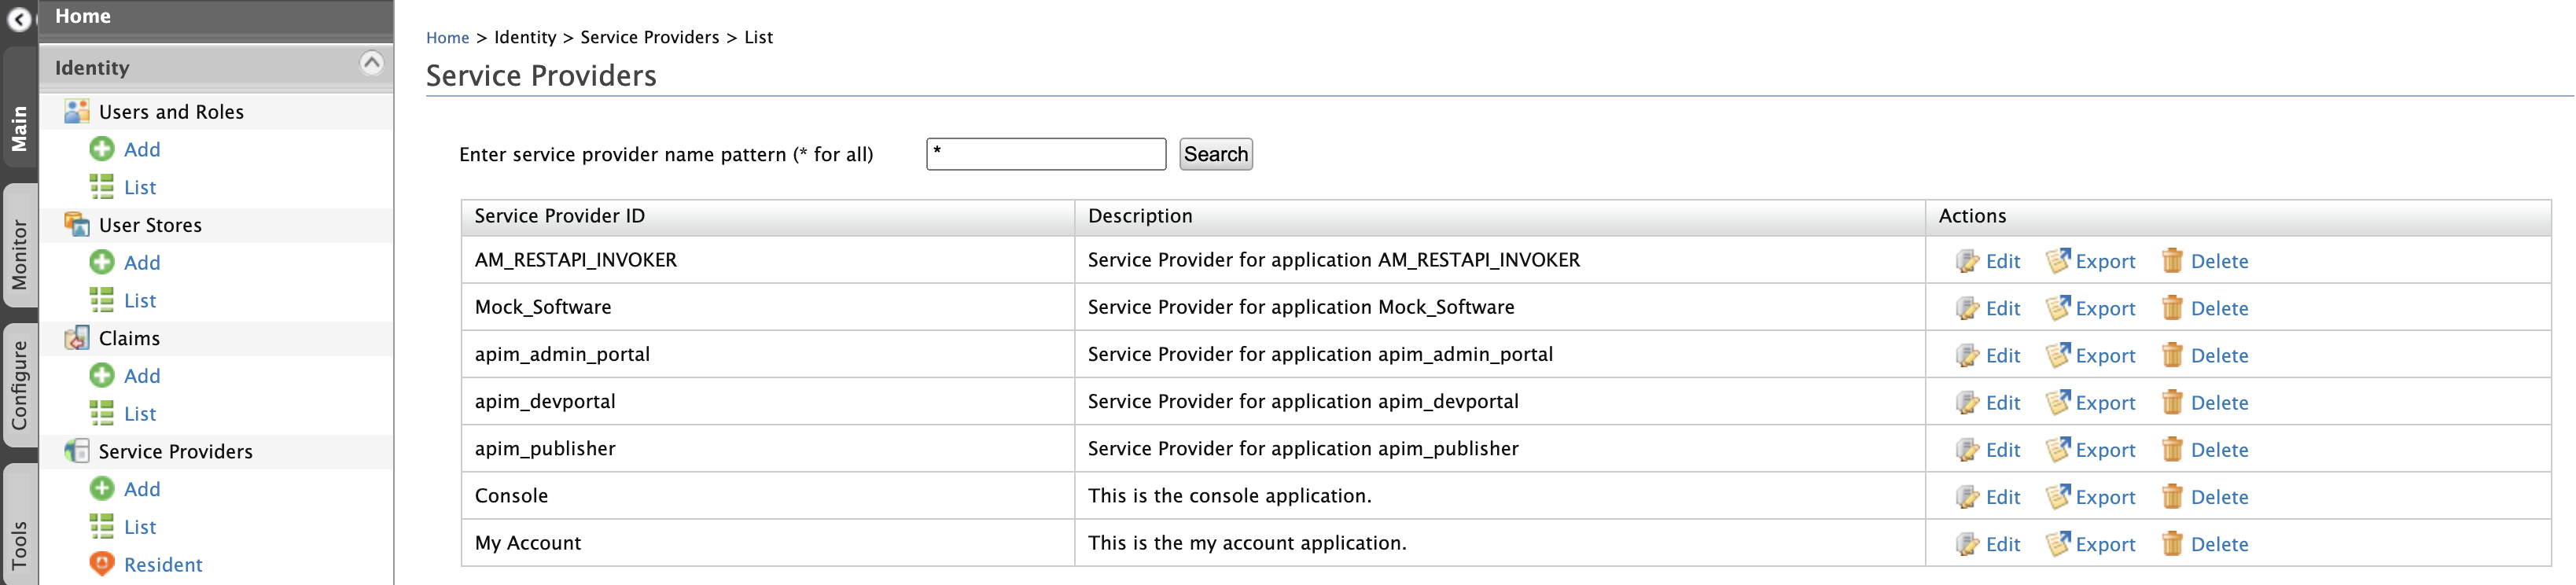 Home
Identity
Users and Roles
Add
List
User Stores
Add
List
Claims
Add
List
Service Providers
Add
List
Resident
Main
Monitor
Configure
Tools
Home > Identity > Service Providers > List
Service Providers
Enter service provider name pattern (* for all) * Search
Service Provider ID Description Actions
AM_RESTAPI_INVOKER Service Provider for application AM_RESTAPI_INVOKER Edit Export Delete
Mock_Software Service Provider for application Mock_Software Edit Export Delete
apim_admin_portal Service Provider for application apim_admin_portal Edit Export Delete
apim_devportal Service Provider for application apim_devportal Edit Export Delete
apim_publisher Service Provider for application apim_publisher Edit Export Delete
Console This is the console application. Edit Export Delete
My Account This is the my account application. Edit Export Delete